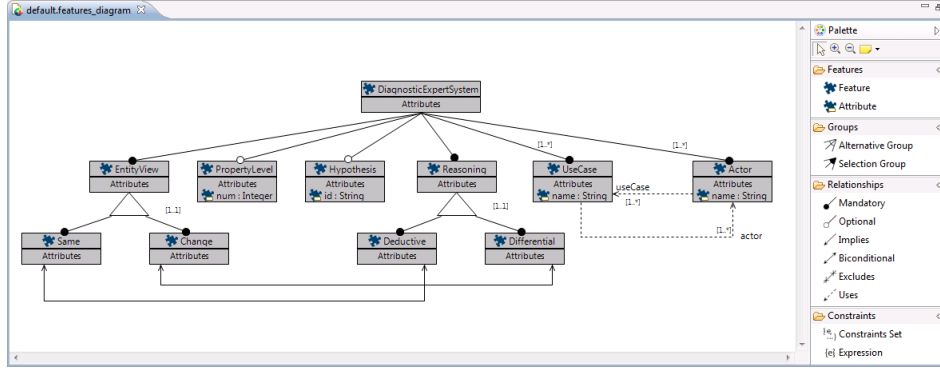 default.features_diagram
Palette
Features
Feature
Attribute
Groups
Alternative Group
Selection Group
Relationships
Mandatory
Optional
Implies
Biconditional
Excludes
Uses
Constraints
Constraints Set
{e} Expression
DiagnosticExpertSystem
Attributes
[1..*]
[1..*]
EntityView
Attributes
PropertyLevel
Attributes
num : Integer
Hypothesis
Attributes
id : String
Reasoning
Attributes
UseCase
Attributes
name : String
useCase
[1..*]
Actor
Attributes
name : String
[1..1]
[1..1]
[1..*]
actor
Same
Attributes
Change
Attributes
Deductive
Attributes
Differential
Attributes